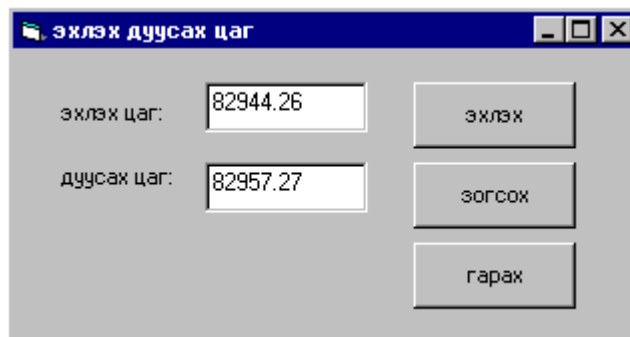 эхлэх дуусах цаг
эхлэх цаг:
82944.26
эхлэх
дуусах цаг:
82957.27
зогсох
гарах